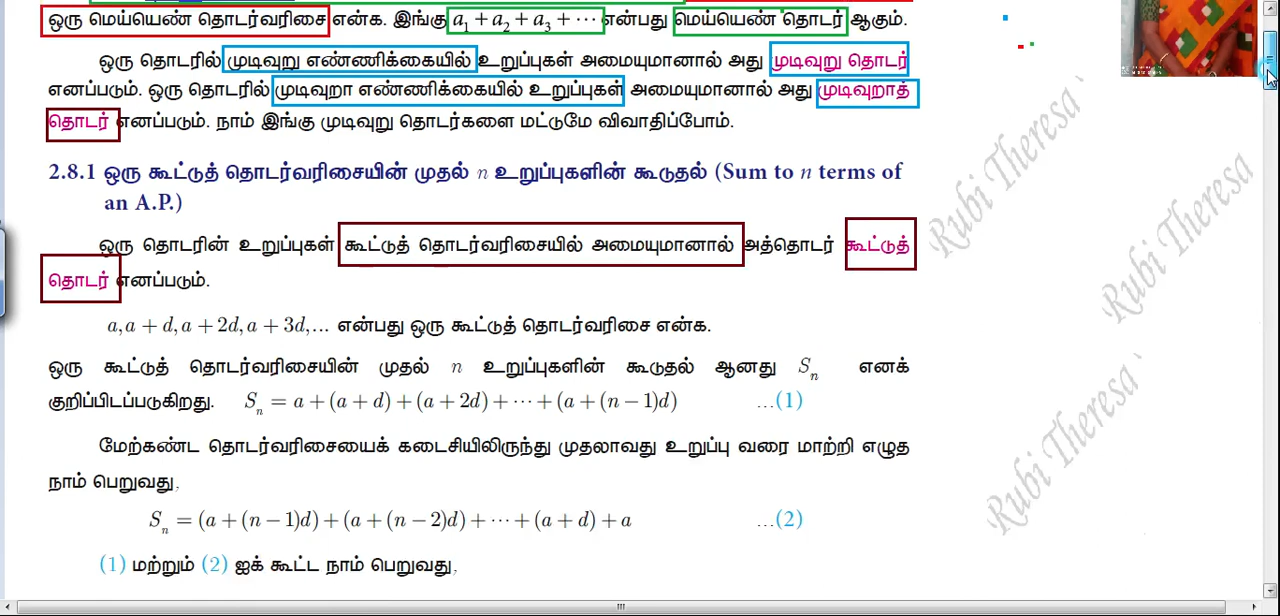 ஒரு மெய்யெண் தொடர்வரிசை என்க. இங்கு a₁ + a₂ + a₃ + ⋯ என்பது மெய்யெண் தொடர் ஆகும்.
ஒரு தொடரில் முடிவுறு எண்ணிக்கையில் உறுப்புகள் அமையுமானால் அது முடிவுறு தொடர்
எனப்படும். ஒரு தொடரில் முடிவுறா எண்ணிக்கையில் உறுப்புகள் அமையுமானால் அது முடிவுறாத்
தொடர் எனப்படும். நாம் இங்கு முடிவுறு தொடர்களை மட்டுமே விவாதிப்போம்.
2.8.1 ஒரு கூட்டுத் தொடர்வரிசையின் முதல் n உறுப்புகளின் கூடுதல் (Sum to n terms of
an A.P.)
ஒரு தொடரின் உறுப்புகள் கூட்டுத் தொடர்வரிசையில் அமையுமானால் அத்தொடர் கூட்டுத்
தொடர் எனப்படும்.
a, a + d, a + 2d, a + 3d, ... என்பது ஒரு கூட்டுத் தொடர்வரிசை என்க.
ஒரு கூட்டுத் தொடர்வரிசையின் முதல் n உறுப்புகளின் கூடுதல் ஆனது Sₙ எனக்
குறிப்பிடப்படுகிறது. Sₙ = a + (a + d) + (a + 2d) + ⋯ + (a + (n − 1)d) ...(1)
மேற்கண்ட தொடர்வரிசையைக் கடைசியிலிருந்து முதலாவது உறுப்பு வரை மாற்றி எழுத
நாம் பெறுவது,
Sₙ = (a + (n − 1)d) + (a + (n − 2)d) + ⋯ + (a + d) + a ...(2)
(1) மற்றும் (2) ஐக் கூட்ட நாம் பெறுவது,
Rubi Theresa
Rubi Theresa
Rubi Theresa